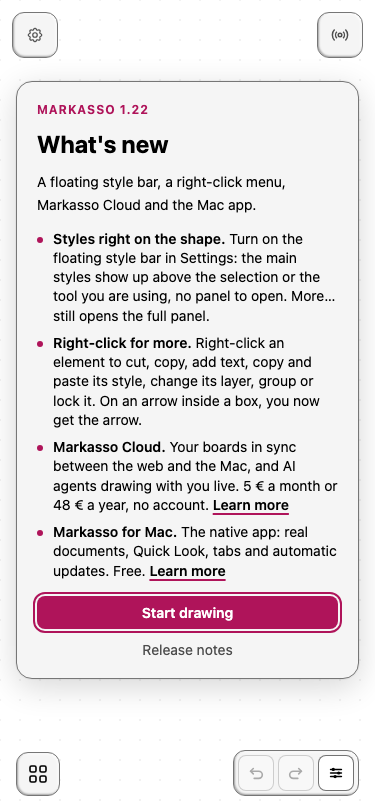 MARKASSO 1.22
What's new
A floating style bar, a right-click menu,
Markasso Cloud and the Mac app.
Styles right on the shape. Turn on the
floating style bar in Settings: the main
styles show up above the selection or the
tool you are using, no panel to open. More...
still opens the full panel.
Right-click for more. Right-click an
element to cut, copy, add text, copy and
paste its style, change its layer, group or
lock it. On an arrow inside a box, you now
get the arrow.
Markasso Cloud. Your boards in sync
between the web and the Mac, and AI
agents drawing with you live. 5 € a month or
48 € a year, no account. Learn more
Markasso for Mac. The native app: real
documents, Quick Look, tabs and automatic
updates. Free. Learn more
Start drawing
Release notes